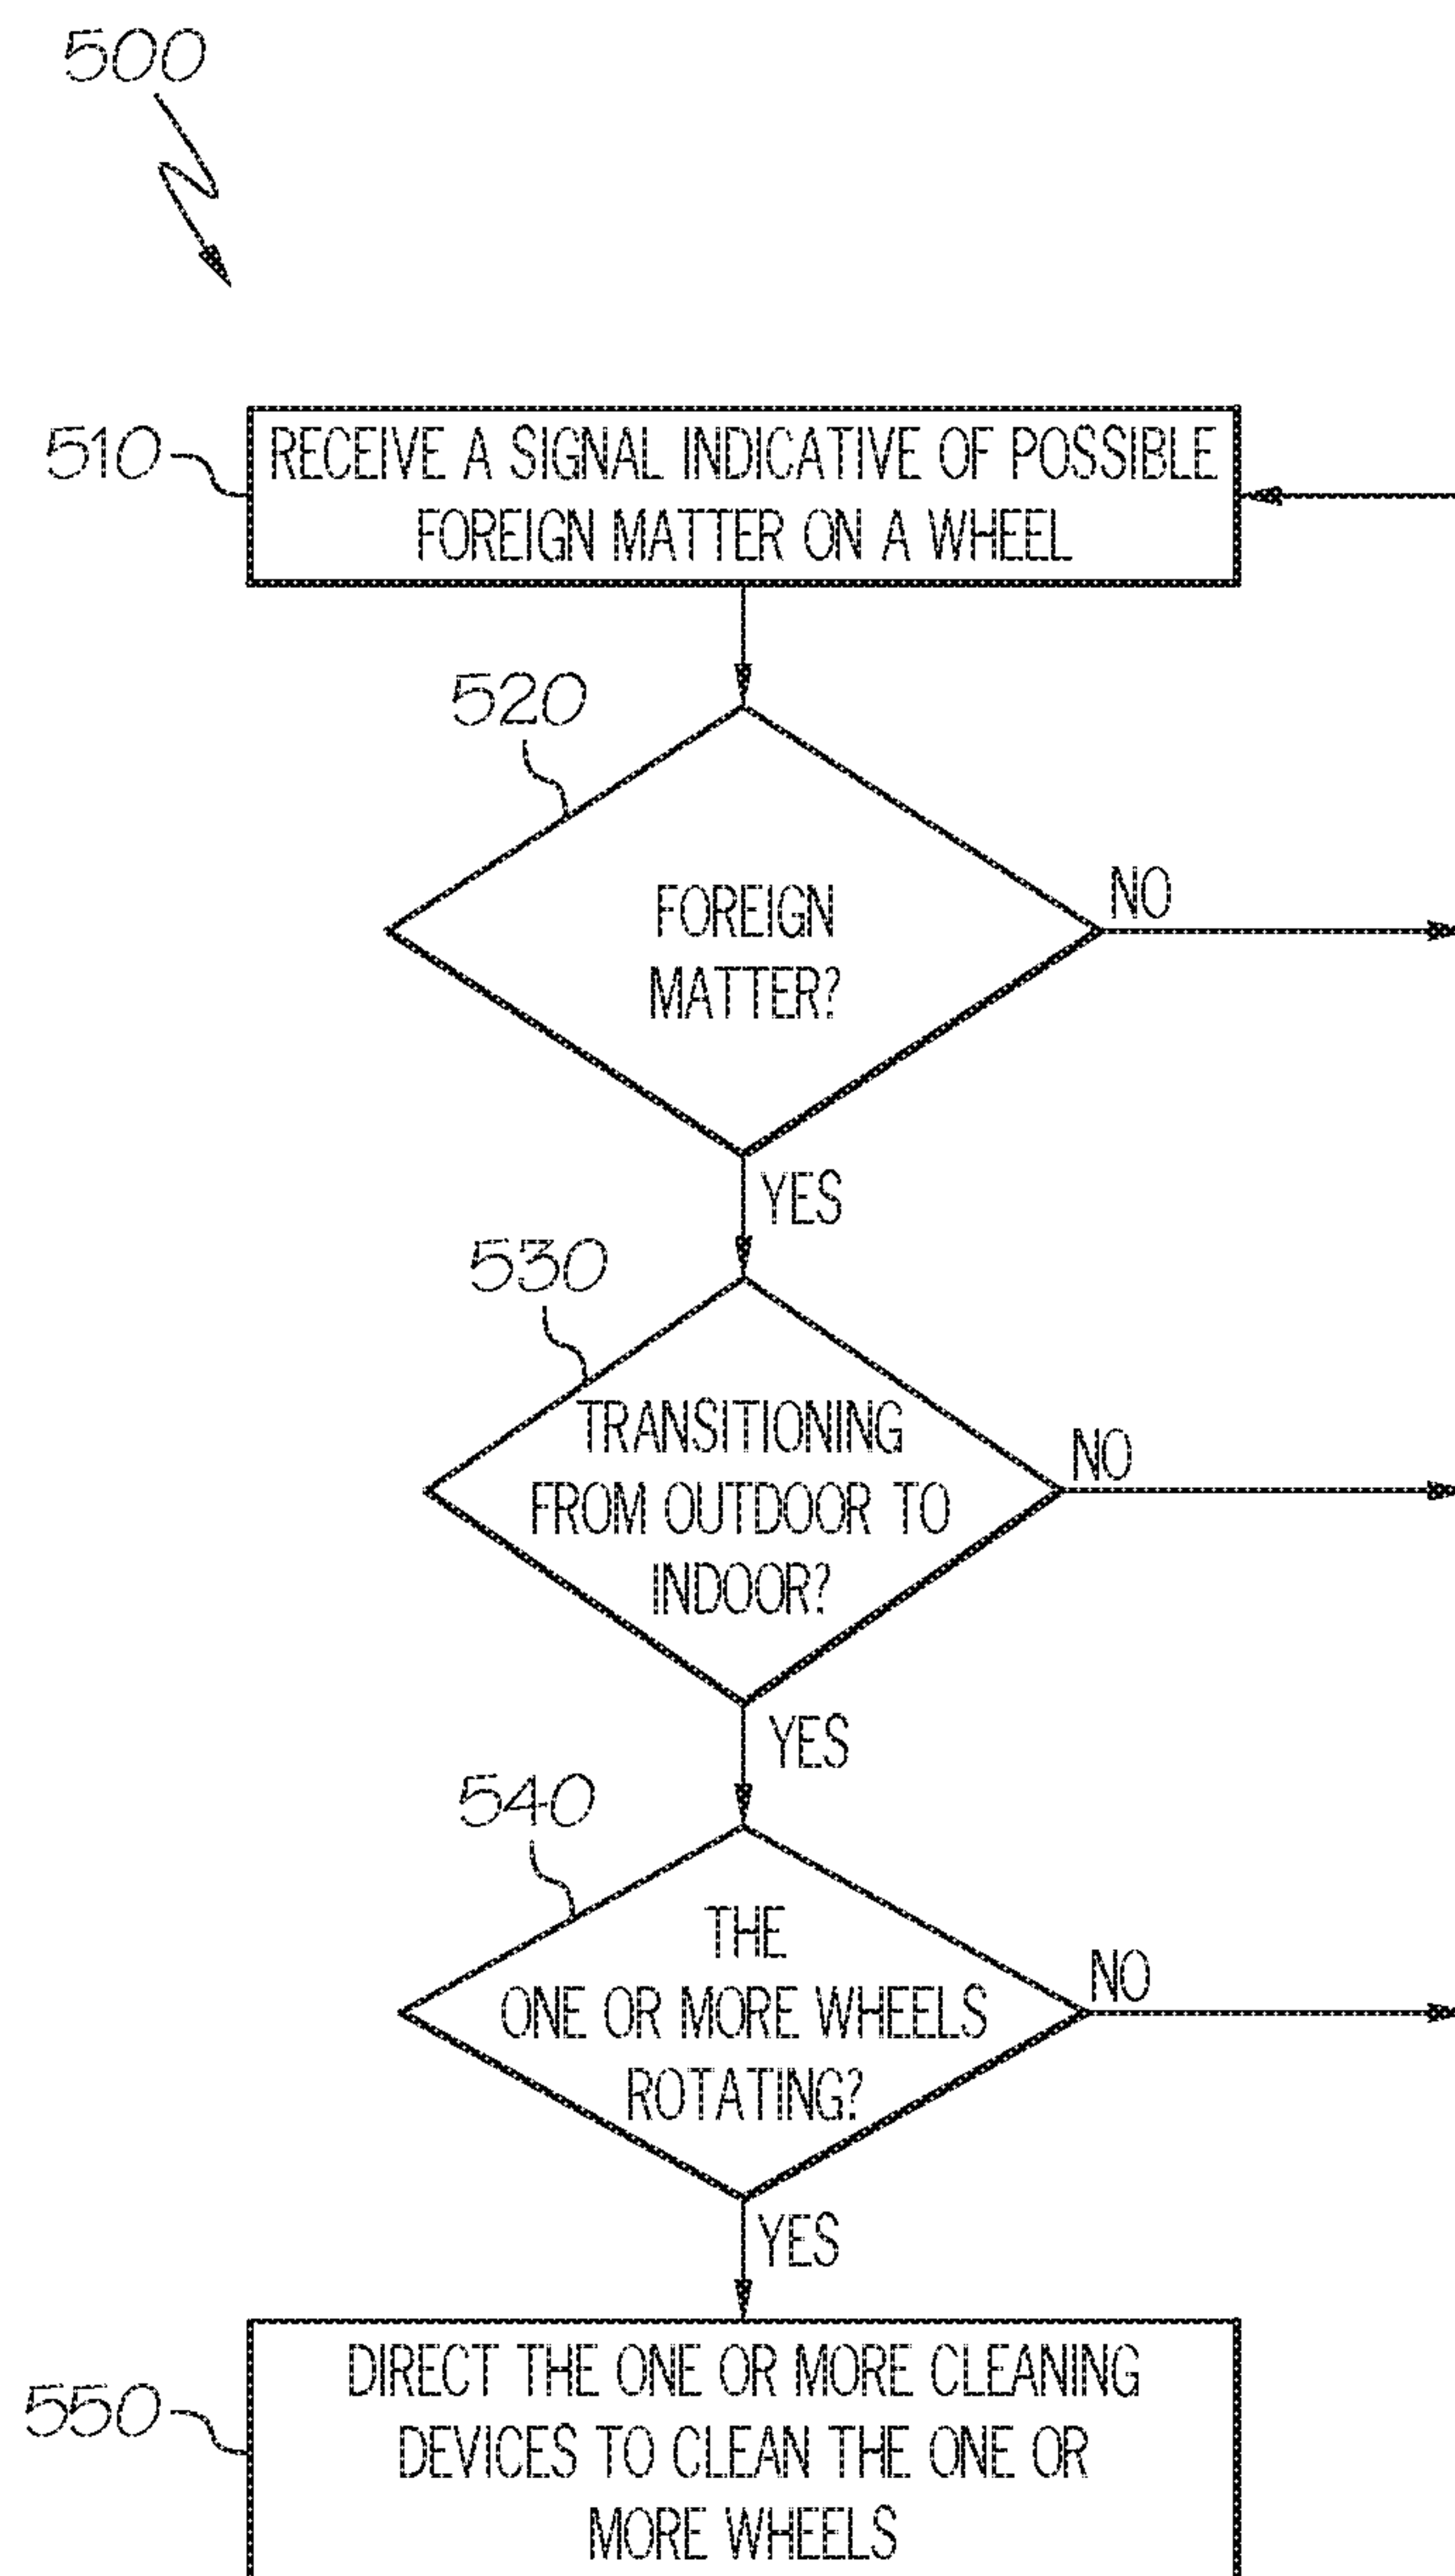 500
510
RECEIVE A SIGNAL INDICATIVE OF POSSIBLE
FOREIGN MATTER ON A WHEEL
520
FOREIGN
MATTER?
NO
YES
530
TRANSITIONING
FROM OUTDOOR TO
INDOOR?
NO
YES
540
THE
ONE OR MORE WHEELS
ROTATING?
NO
YES
550
DIRECT THE ONE OR MORE CLEANING
DEVICES TO CLEAN THE ONE OR
MORE WHEELS